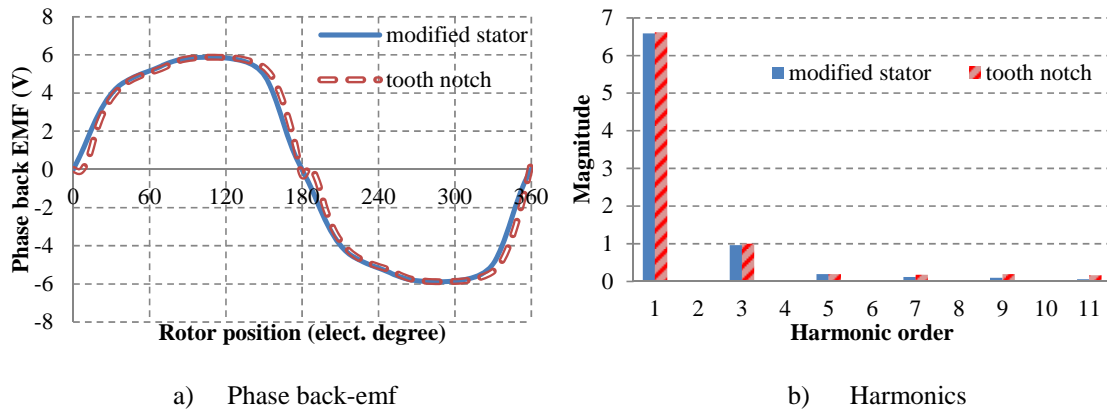 8
6
4
2
0
-2
-4
-6
-8
0 60 120 180 240 300 360
Phase back EMF (V)
Rotor position (elect. degree)
modified stator
tooth notch
a) Phase back-emf
7
6
5
4
3
2
1
0
1 2 3 4 5 6 7 8 9 10 11
Magnitude
Harmonic order
modified stator
tooth notch
b) Harmonics